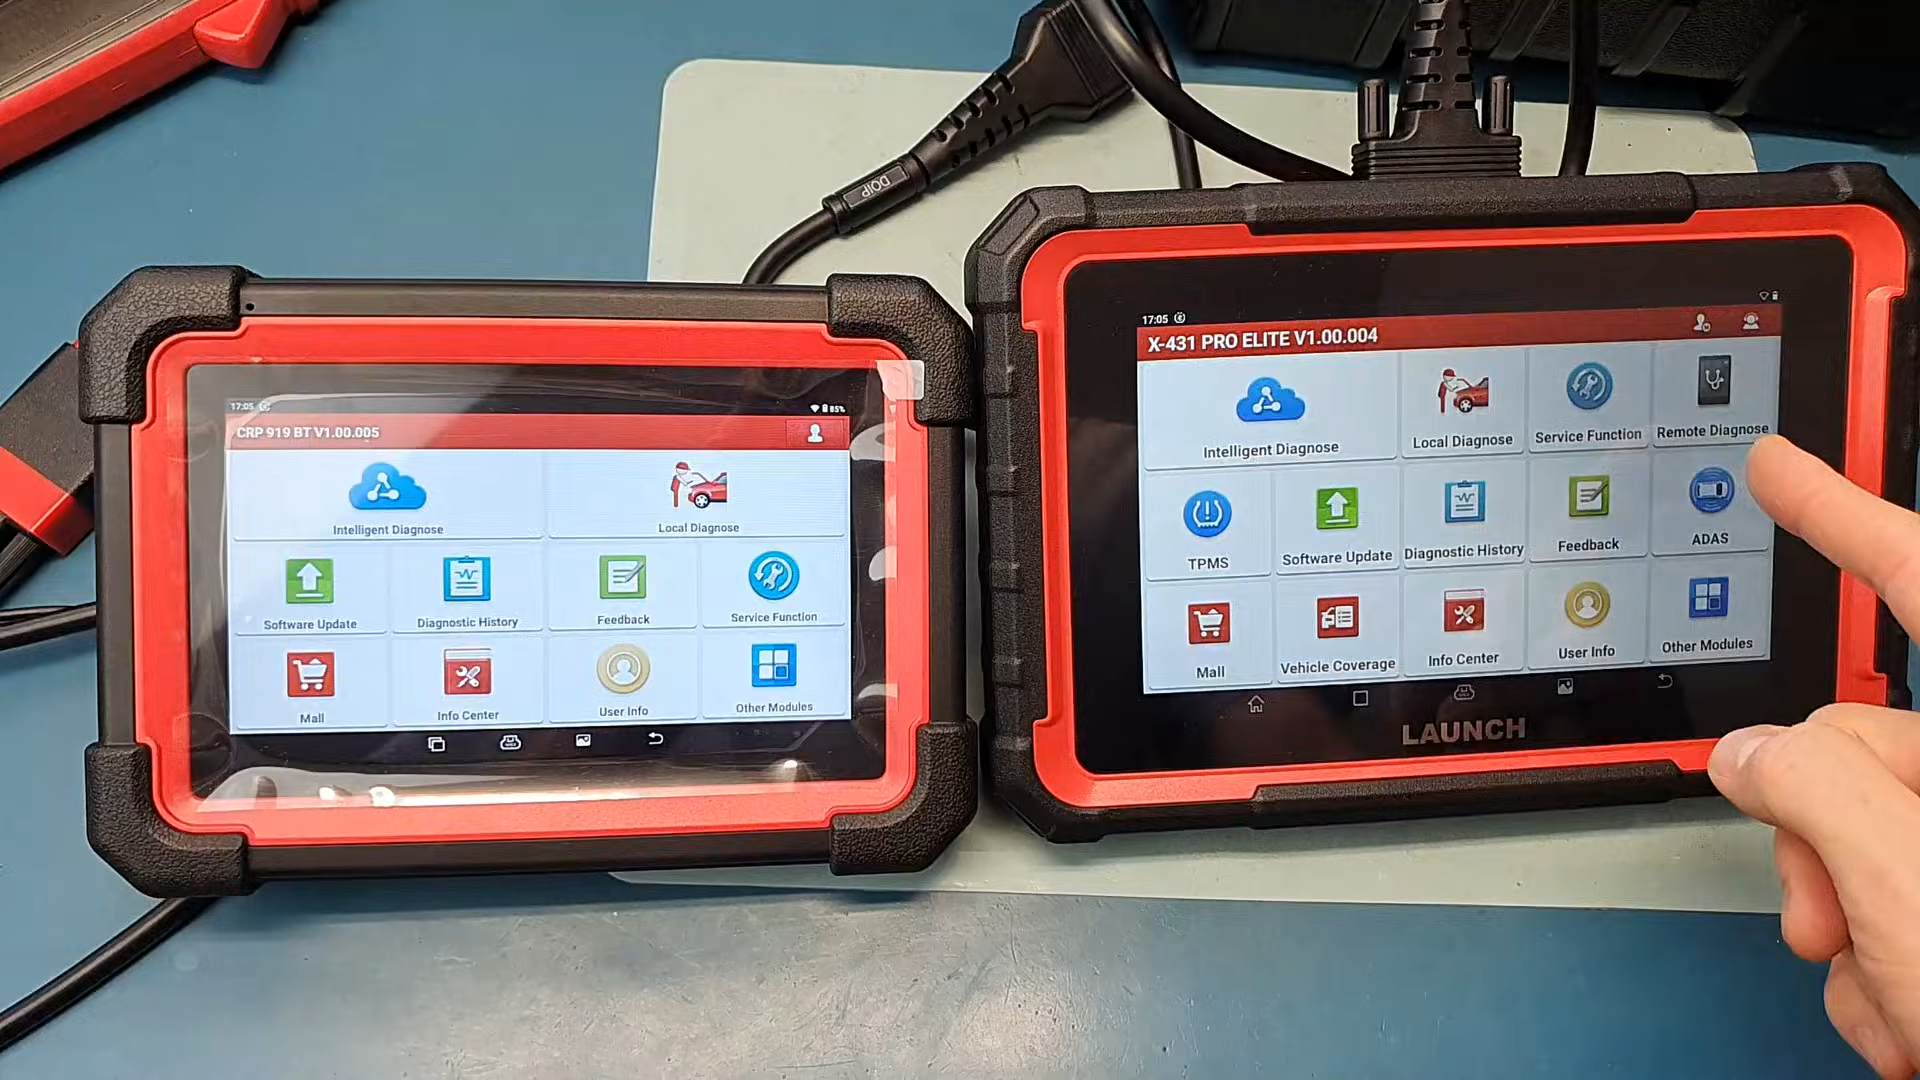 DOIP
17:05
85%
CRP 919 BT V1.00.005
Intelligent Diagnose
Local Diagnose
Software Update
Diagnostic History
Feedback
Service Function
Mall
Info Center
User Info
Other Modules
17:05
X-431 PRO ELITE V1.00.004
Intelligent Diagnose
Local Diagnose
Service Function
Remote Diagnose
TPMS
Software Update
Diagnostic History
Feedback
ADAS
Mall
Vehicle Coverage
Info Center
User Info
Other Modules
LAUNCH